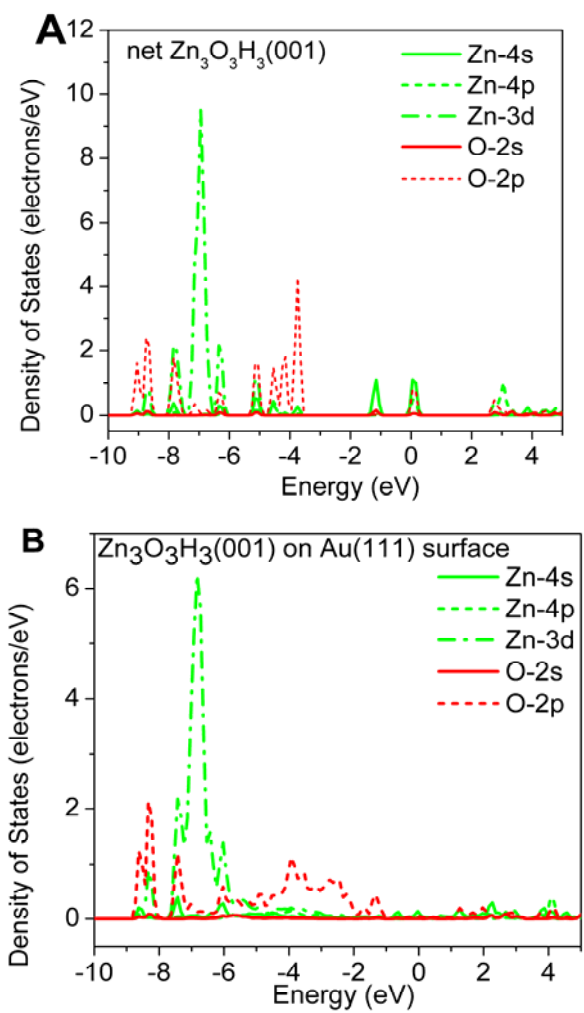 A
net Zn₃O₃H₃(001)
Zn-4s
Zn-4p
Zn-3d
O-2s
O-2p
12
10
8
6
4
2
0
Density of States (electrons/eV)
-10 -8 -6 -4 -2 0 2 4
Energy (eV)
B
Zn₃O₃H₃(001) on Au(111) surface
Zn-4s
Zn-4p
Zn-3d
O-2s
O-2p
6
4
2
0
Density of States (electrons/eV)
-10 -8 -6 -4 -2 0 2 4
Energy (eV)